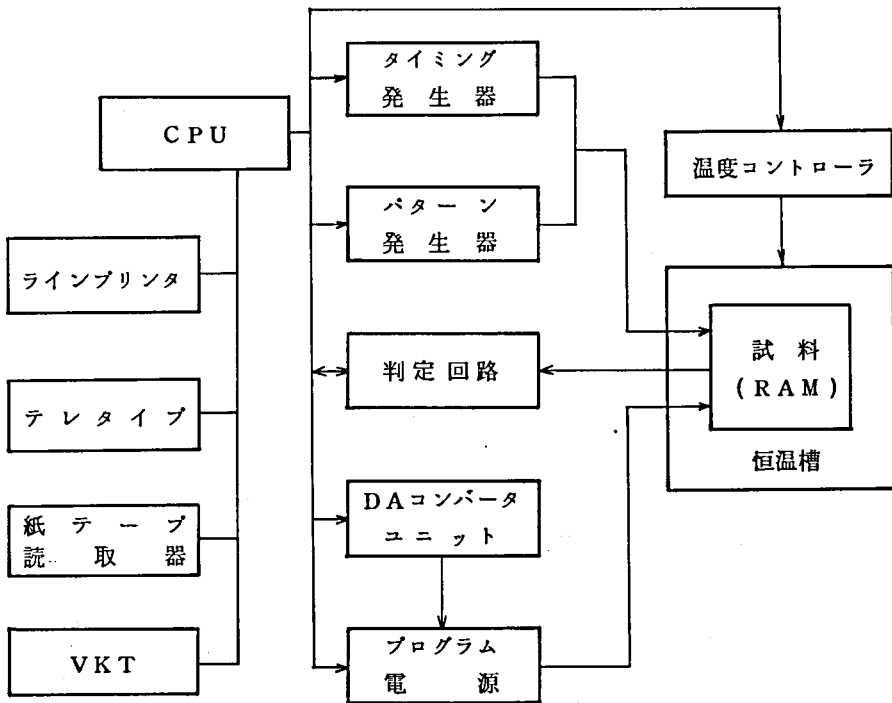 タイミング
発生器
CPU
温度コントローラ
パターン
発生器
ラインプリンタ
試料
(RAM)
判定回路
テレタイプ
恒温槽
DAコンバータ
ユニット
紙テープ
読取器
プログラム
電源
VKT